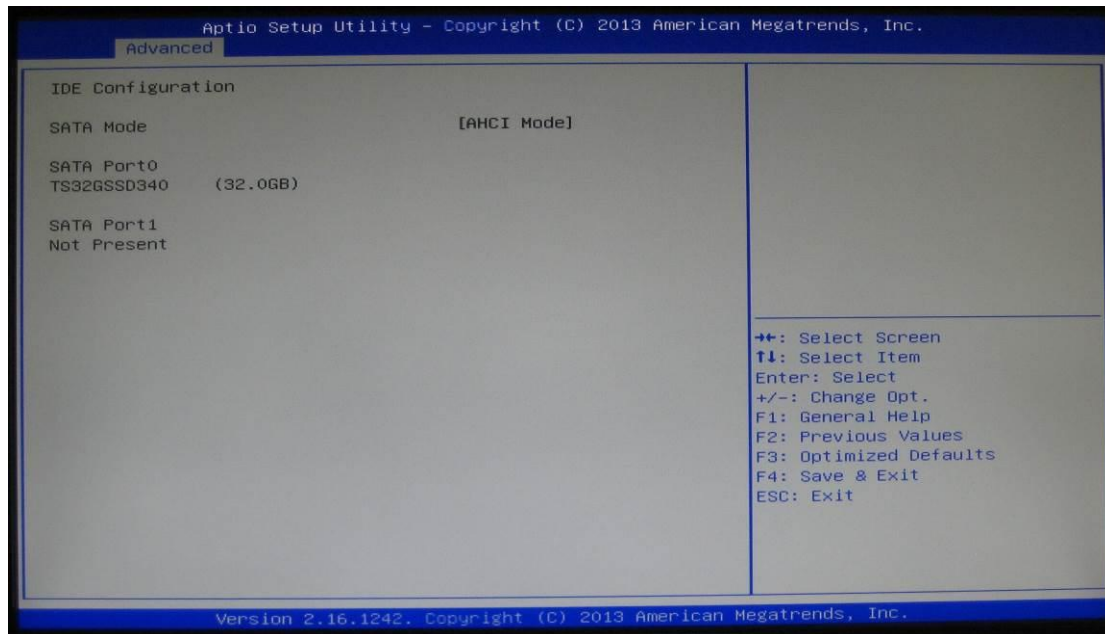 Aptio Setup Utility – Copyright (C) 2013 American Megatrends, Inc.
Advanced
IDE Configuration
SATA Mode [AHCI Mode]
SATA Port0
TS32GSSD340 (32.0GB)
SATA Port1
Not Present
→←: Select Screen
↑↓: Select Item
Enter: Select
+/-: Change Opt.
F1: General Help
F2: Previous Values
F3: Optimized Defaults
F4: Save & Exit
ESC: Exit
Version 2.16.1242. Copyright (C) 2013 American Megatrends, Inc.